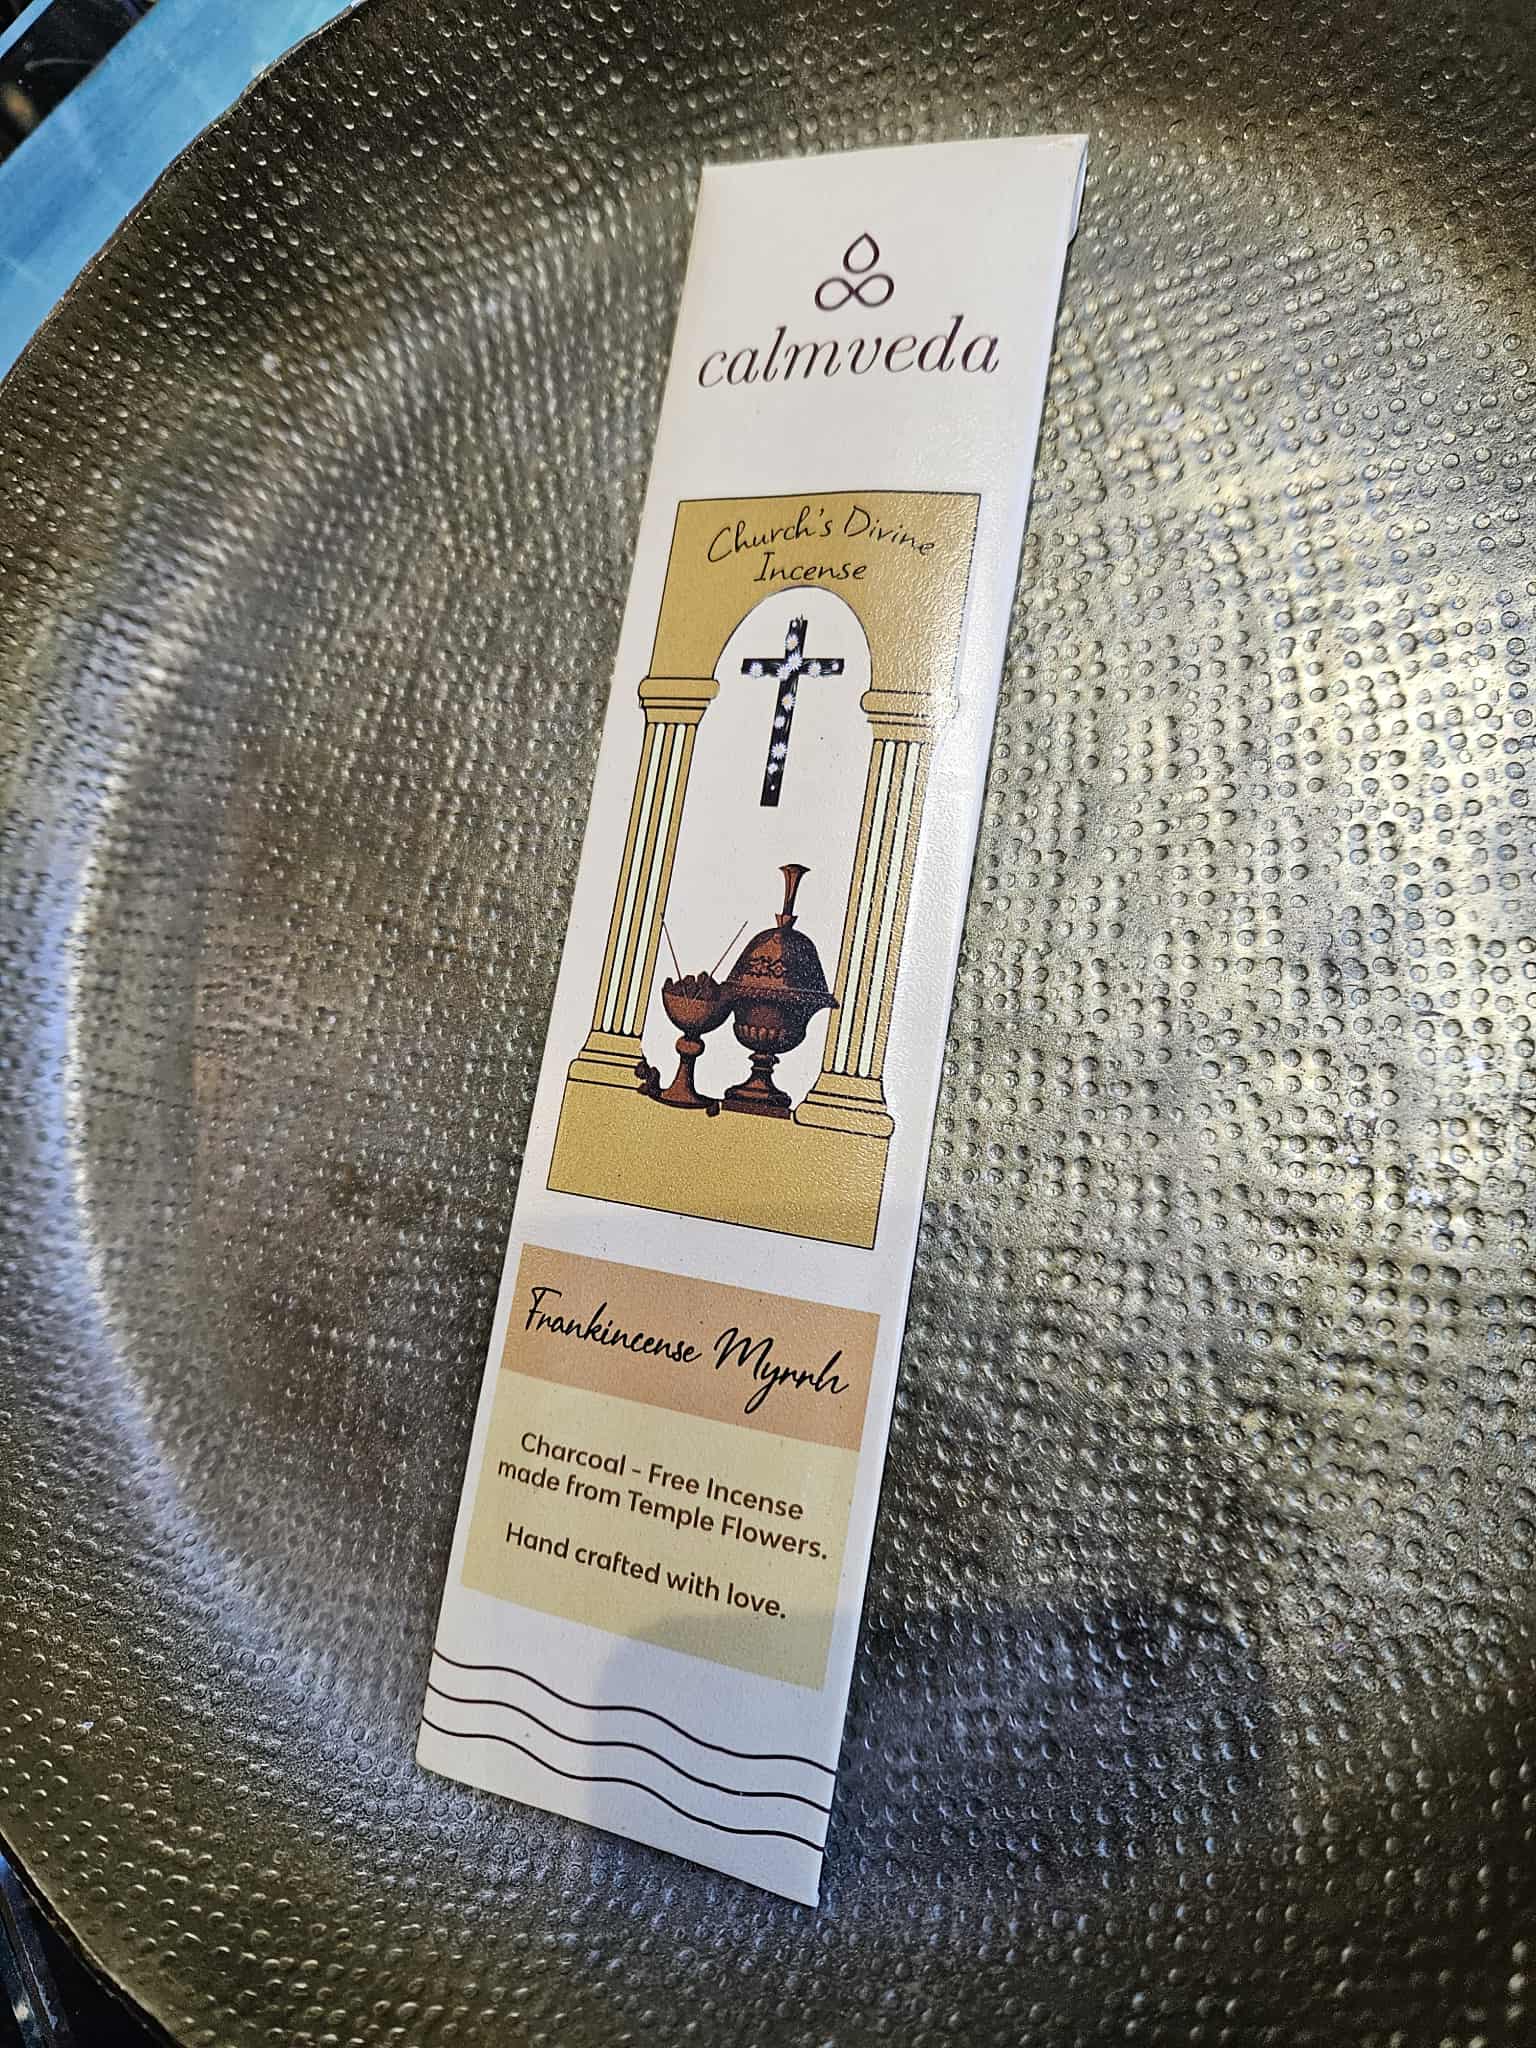 calmveda
Church's Divine
Incense
Frankincense Myrrh
Charcoal - Free Incense
made from Temple Flowers.
Hand crafted with love.